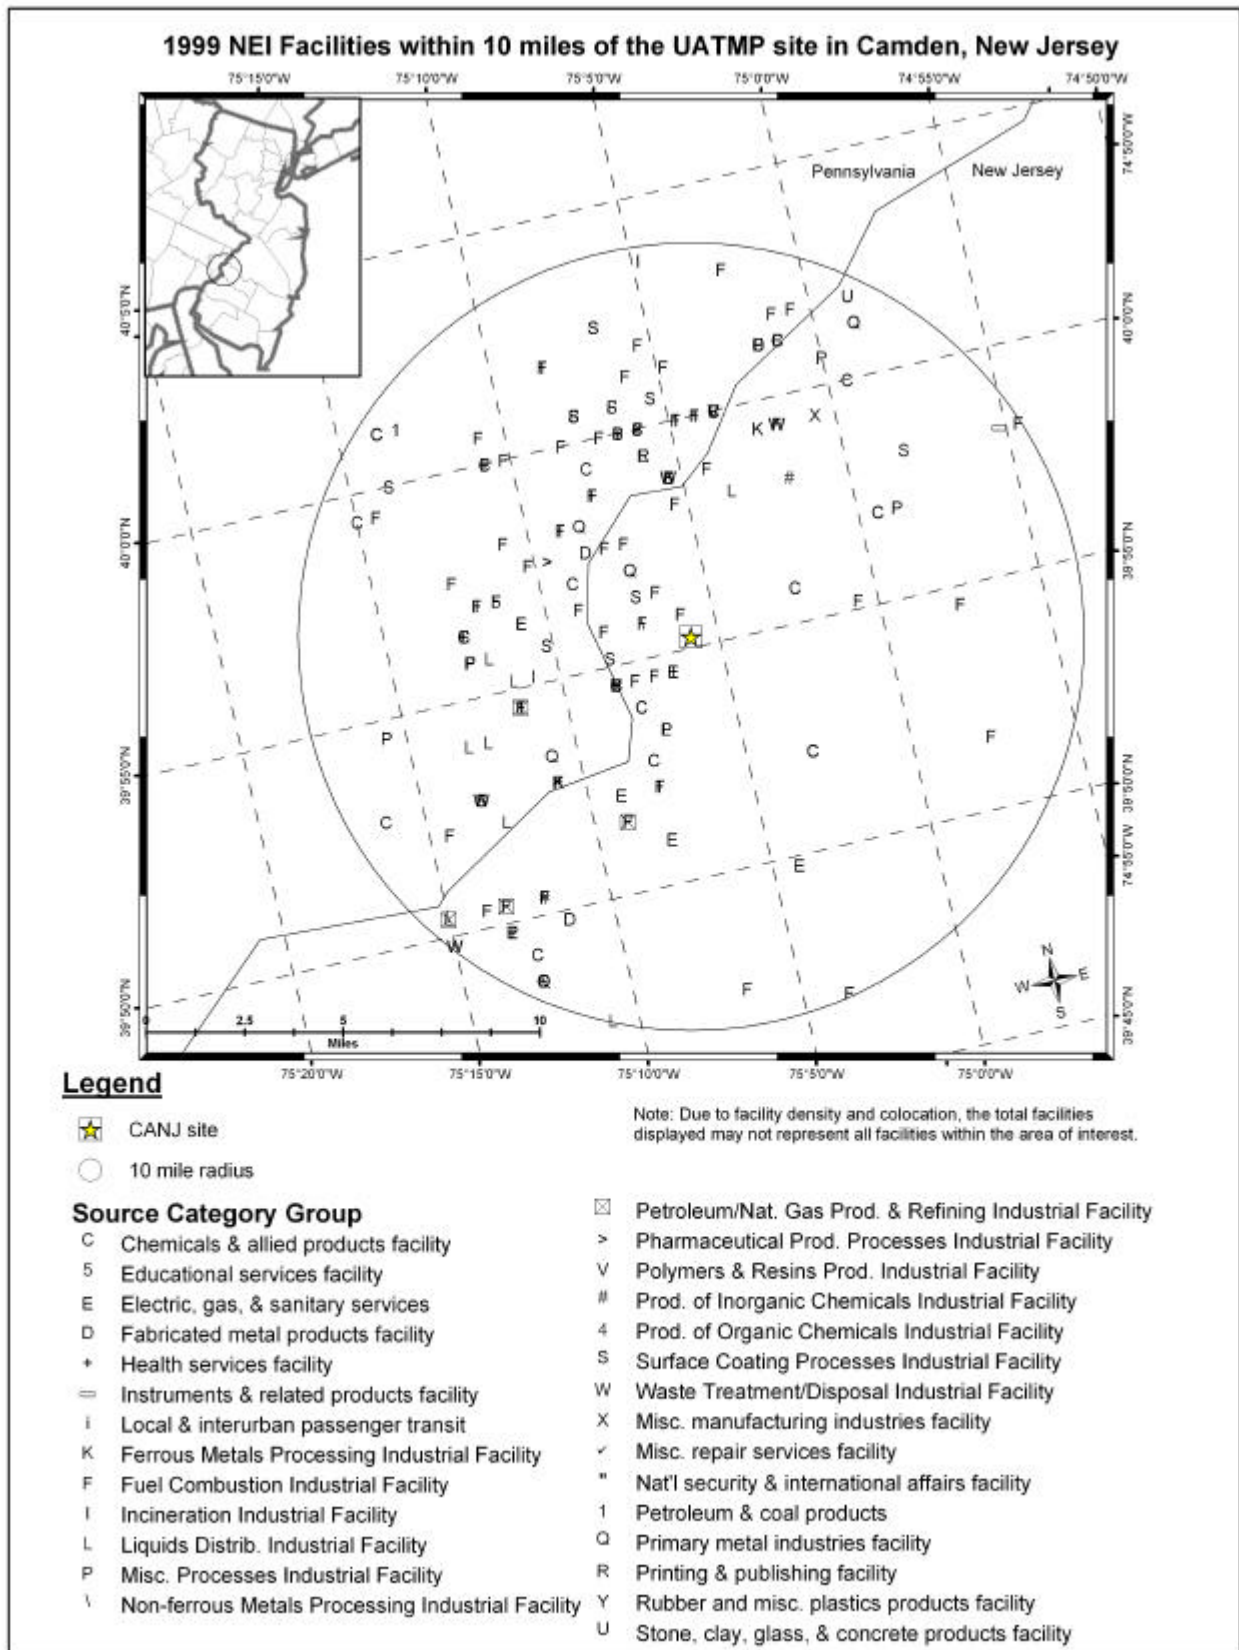 1999 NEI Facilities within 10 miles of the UATMP site in Camden, New Jersey
75°15'0"W 75°10'0"W 75°5'0"W 75°0'0"W 74°55'0"W 74°50'0"W
Pennsylvania New Jersey
74°50'0"W
40°5'0"N
40°0'0"N
40°0'0"N
39°55'0"N
39°55'0"N
39°50'0"N
74°55'0"W
39°50'0"N
39°45'0"N
N
W E
S
0 2.5 5 10
Miles
75°20'0"W 75°15'0"W 75°10'0"W 75°5'0"W 75°0'0"W
Legend
CANJ site
10 mile radius
Note: Due to facility density and colocation, the total facilities
displayed may not represent all facilities within the area of interest.
Source Category Group
C Chemicals & allied products facility
5 Educational services facility
E Electric, gas, & sanitary services
D Fabricated metal products facility
+ Health services facility
Instruments & related products facility
i Local & interurban passenger transit
K Ferrous Metals Processing Industrial Facility
F Fuel Combustion Industrial Facility
I Incineration Industrial Facility
L Liquids Distrib. Industrial Facility
P Misc. Processes Industrial Facility
\ Non-ferrous Metals Processing Industrial Facility
Petroleum/Nat. Gas Prod. & Refining Industrial Facility
> Pharmaceutical Prod. Processes Industrial Facility
V Polymers & Resins Prod. Industrial Facility
# Prod. of Inorganic Chemicals Industrial Facility
4 Prod. of Organic Chemicals Industrial Facility
S Surface Coating Processes Industrial Facility
W Waste Treatment/Disposal Industrial Facility
X Misc. manufacturing industries facility
✓ Misc. repair services facility
" Nat'l security & international affairs facility
1 Petroleum & coal products
Q Primary metal industries facility
R Printing & publishing facility
Y Rubber and misc. plastics products facility
U Stone, clay, glass, & concrete products facility